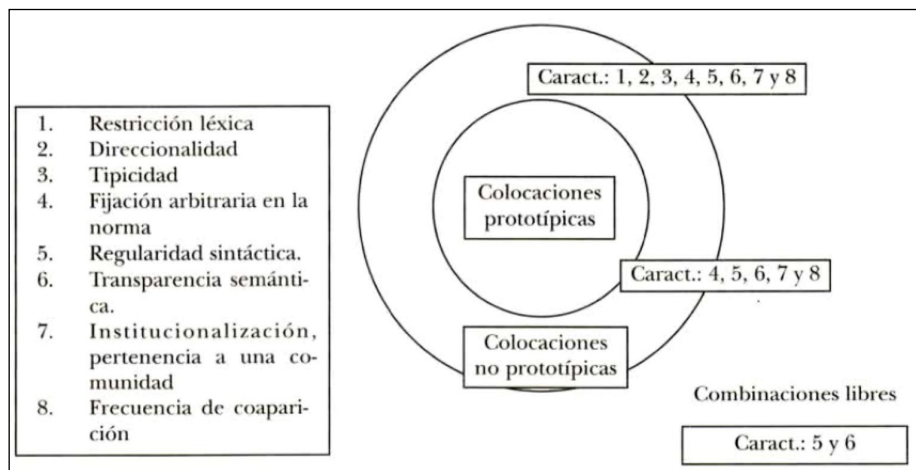 1. Restricción léxica
2. Direccionalidad
3. Tipicidad
4. Fijación arbitraria en la
norma
5. Regularidad sintáctica.
6. Transparencia semánti-
ca.
7. Institucionalización,
pertenencia a una co-
munidad
8. Frecuencia de coapari-
ción
Caract.: 1, 2, 3, 4, 5, 6, 7 y 8
Colocaciones
prototípicas
Caract.: 4, 5, 6, 7 y 8
Colocaciones
no prototípicas
Combinaciones libres
Caract.: 5 y 6